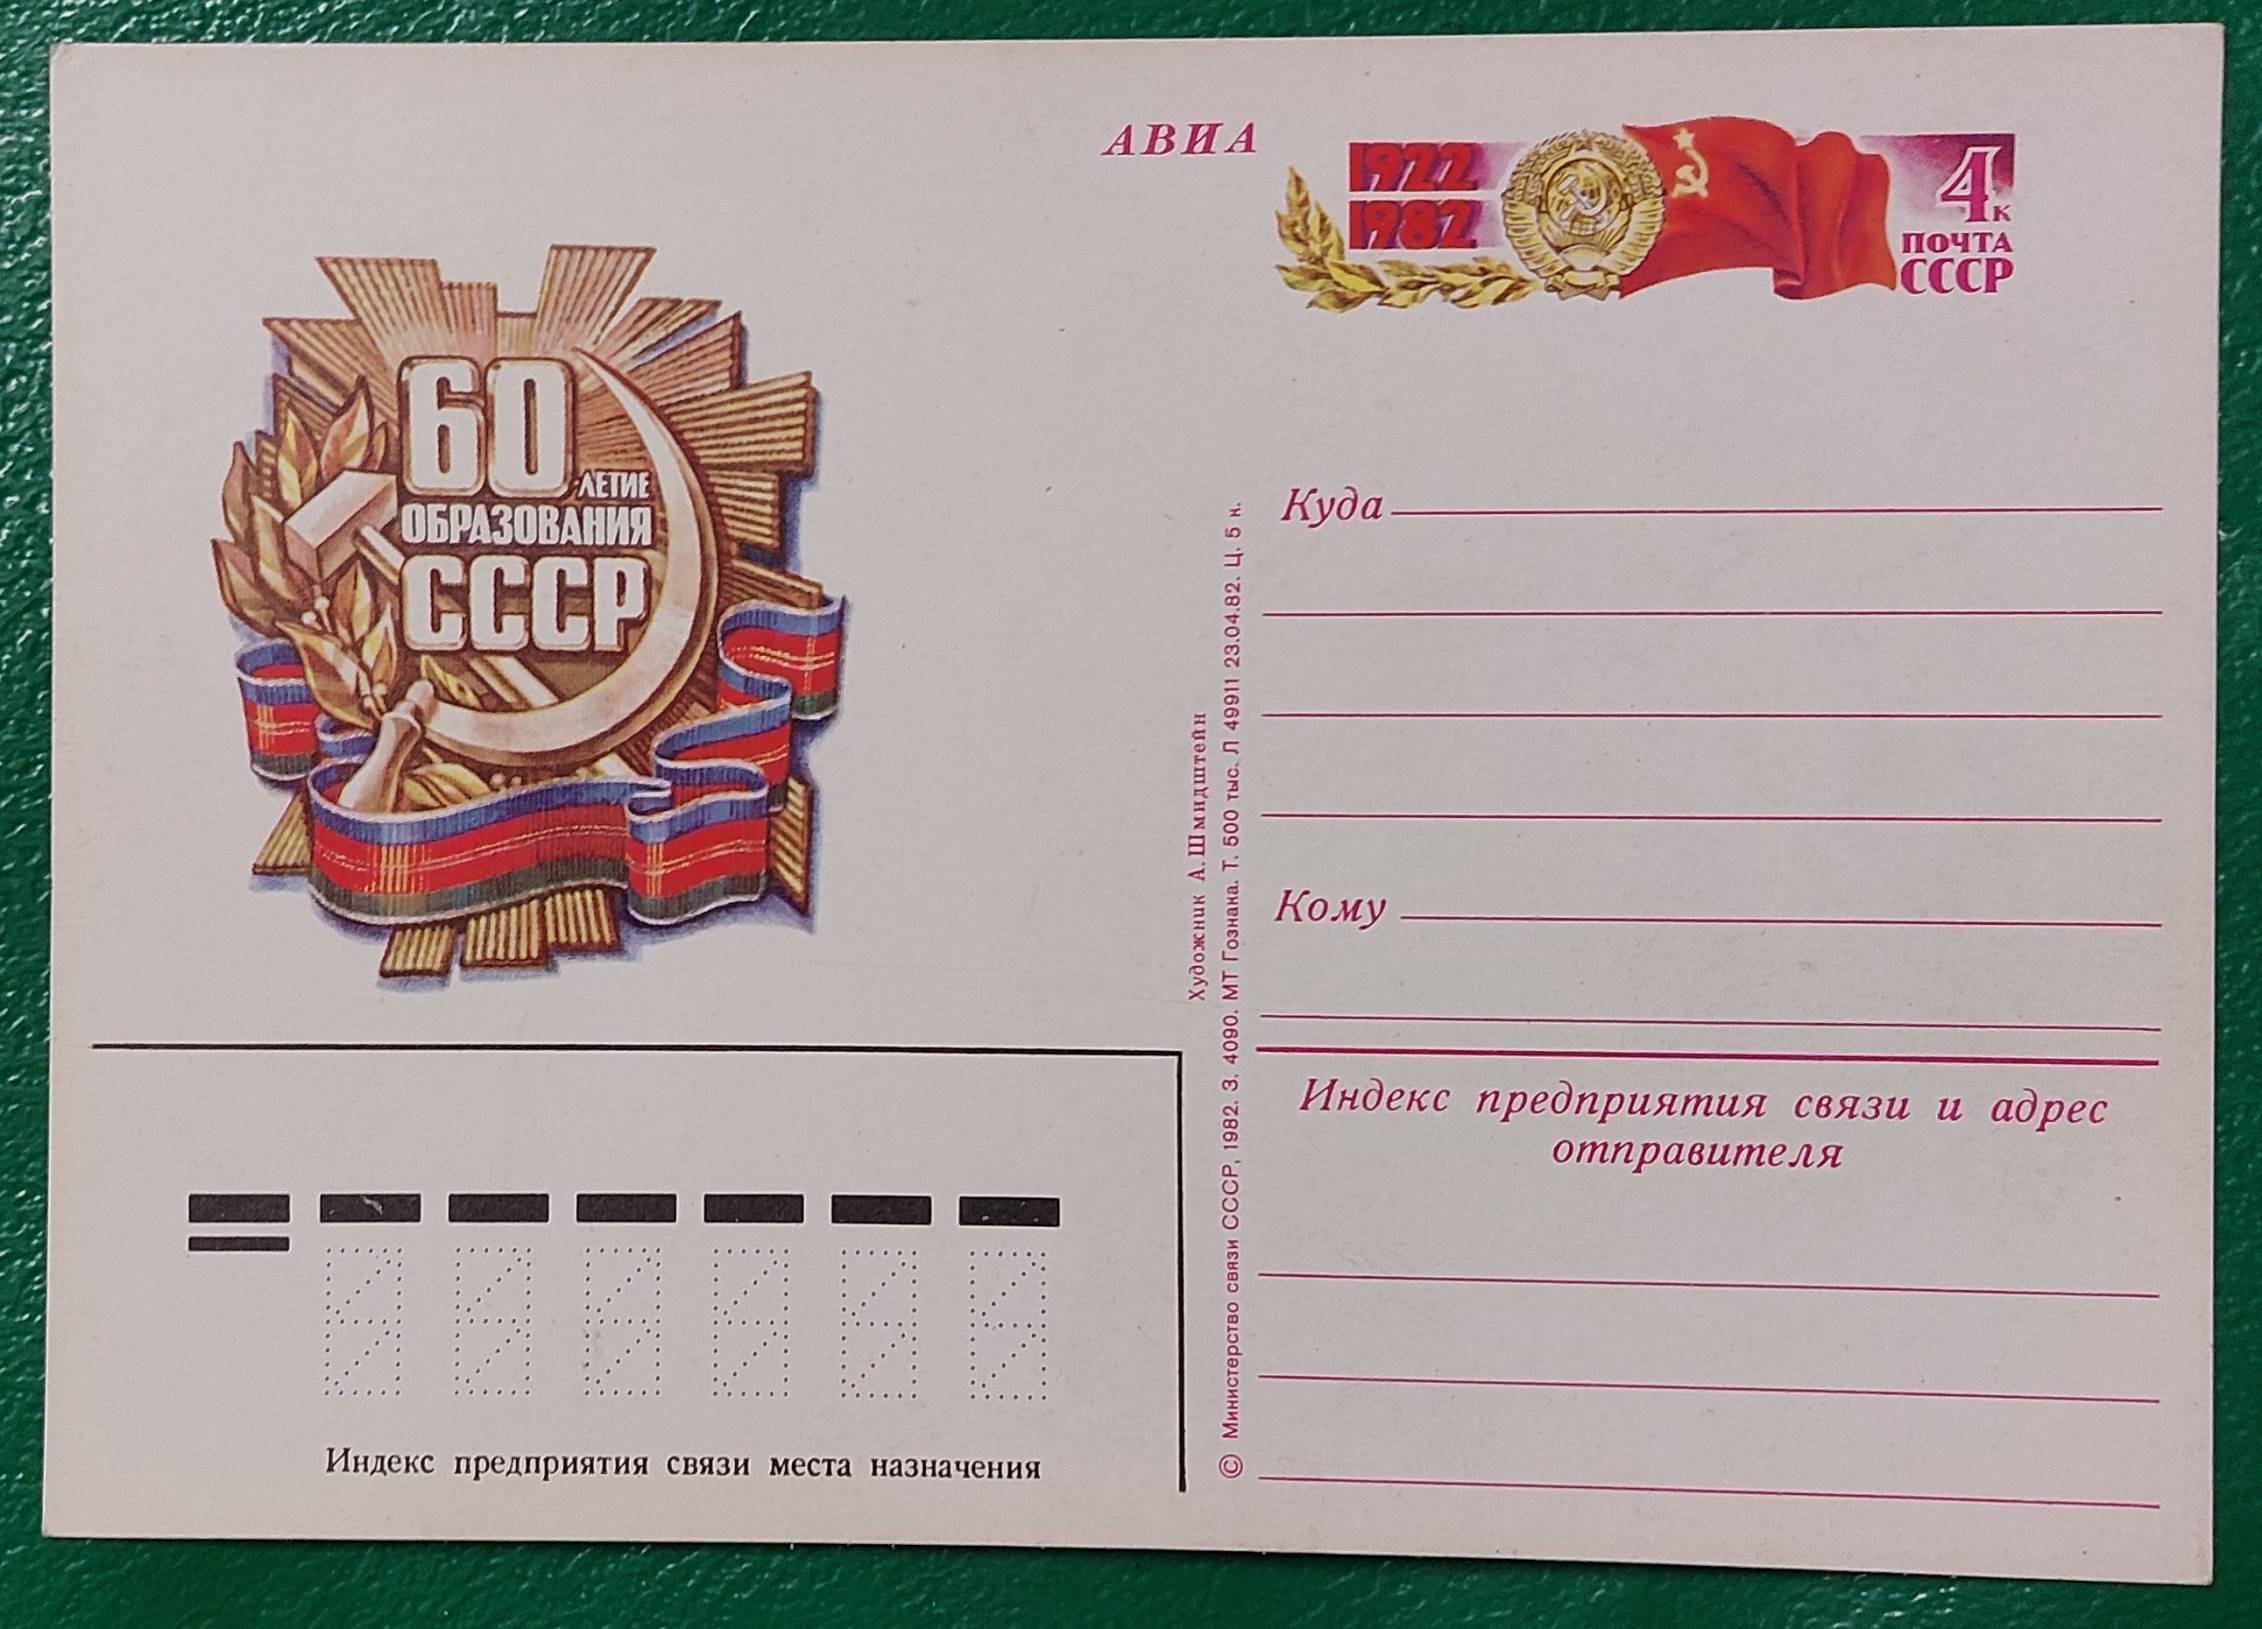 АВИА
1922
1982
4к
ПОЧТА
СССР
60-ЛЕТИЕ
ОБРАЗОВАНИЯ
СССР
Куда
Кому
Индекс предприятия связи и адрес
отправителя
Художник А. Шмидштейн
© Министерство связи СССР, 1982. З. 4090. МТ Гознака. Т. 500 тыс. Л 49911 23.04.82. Ц. 5 к.
Индекс предприятия связи места назначения